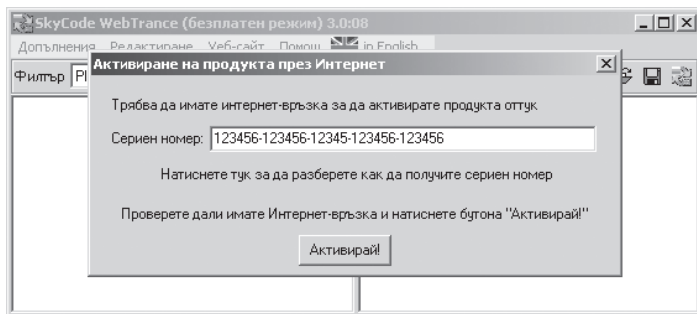 SkyCode WebTrance (безплатен режим) 3.0:08
Допълнения Редактиране Уеб-сайт Помощ in English
Филтър Pl
Активиране на продукта през Интернет
Трябва да имате интернет-връзка за да активирате продукта оттук
Сериен номер: 123456-123456-12345-123456-123456
Натиснете тук за да разберете как да получите сериен номер
Проверете дали имате Интернет-връзка и натиснете бутона "Активирай!"
Активирай!